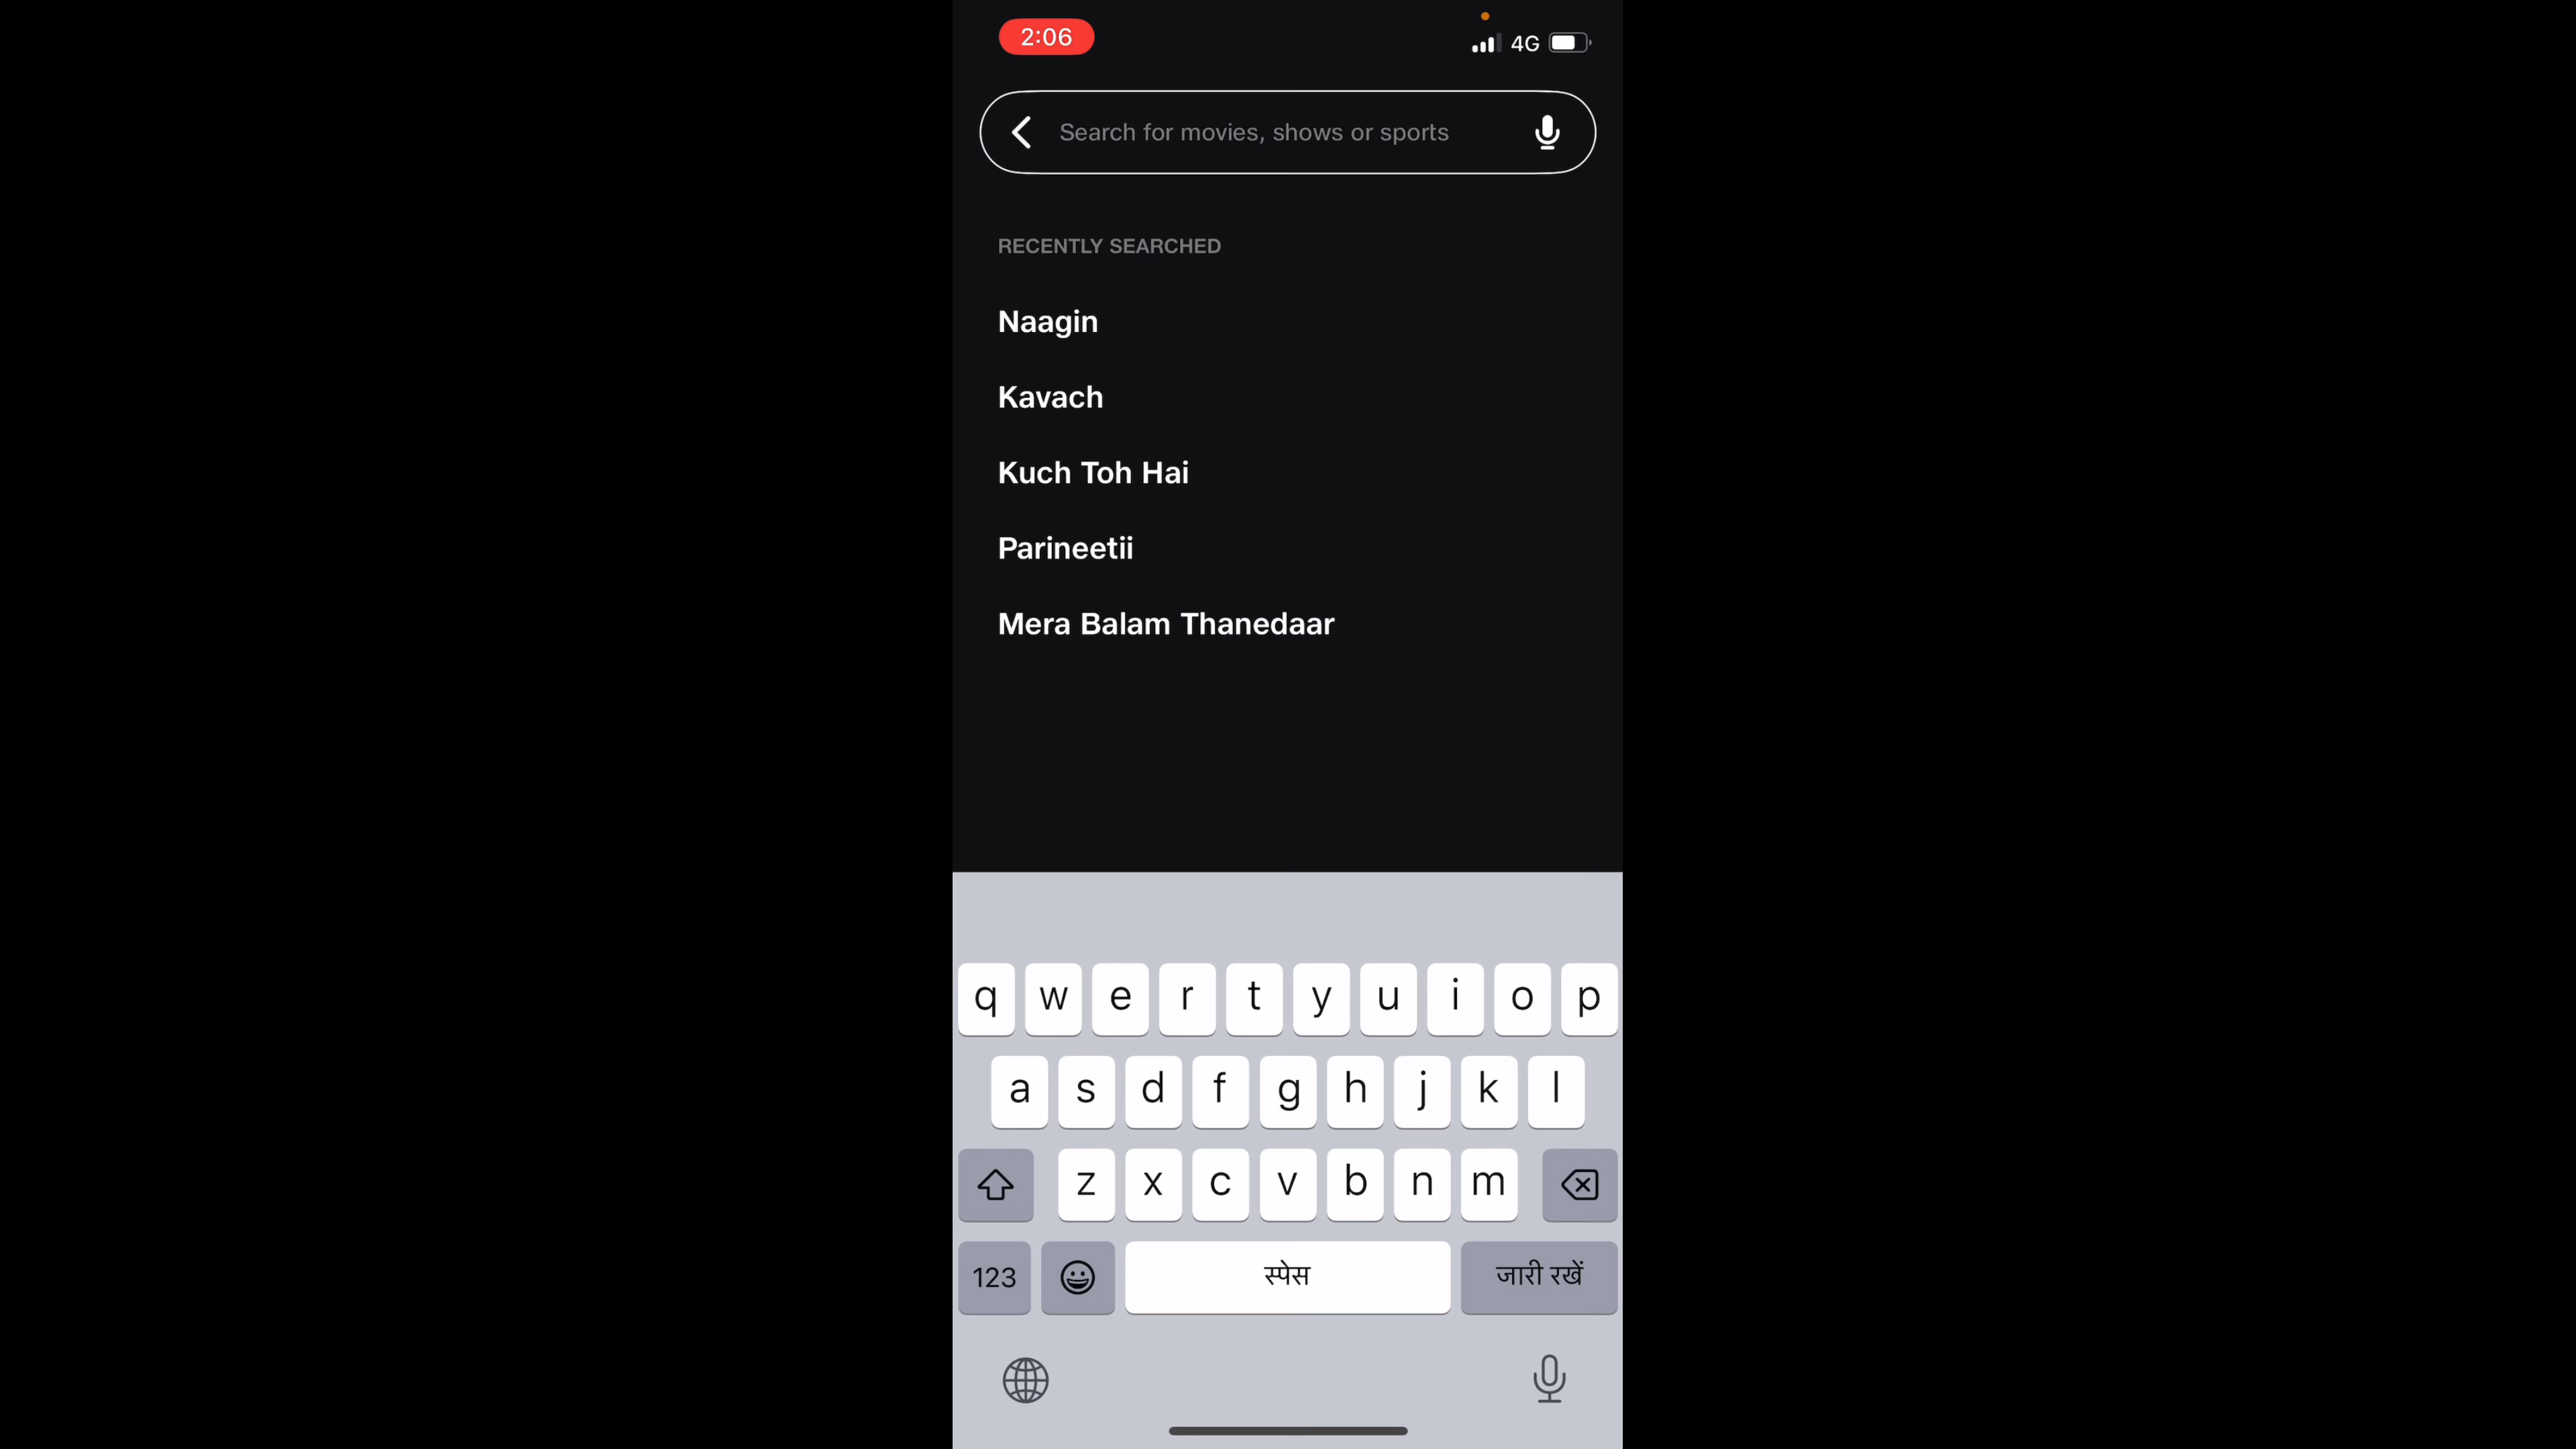 2:06
4G
Search for movies, shows or sports
RECENTLY SEARCHED
Naagin
Kavach
Kuch Toh Hai
Parineetii
Mera Balam Thanedaar
q w e r t y u i o p
a s d f g h j k l
z x c v b n m
123 स्पेस जारी रखें